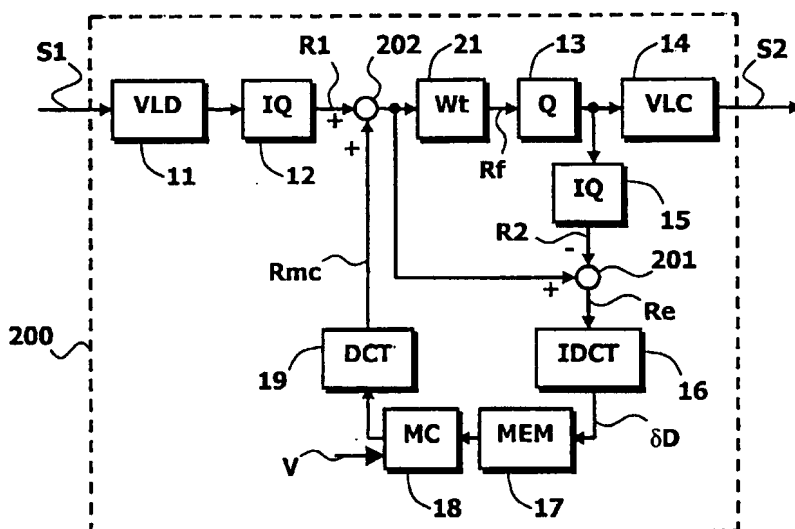 R1
202
21
13
14
S1
S2
VLD
IQ
Wt
Q
VLC
+
+
11
12
Rf
IQ
15
R2
-
201
Rmc
+
Re
200
DCT
IDCT
19
16
MC
MEM
δD
V
18
17